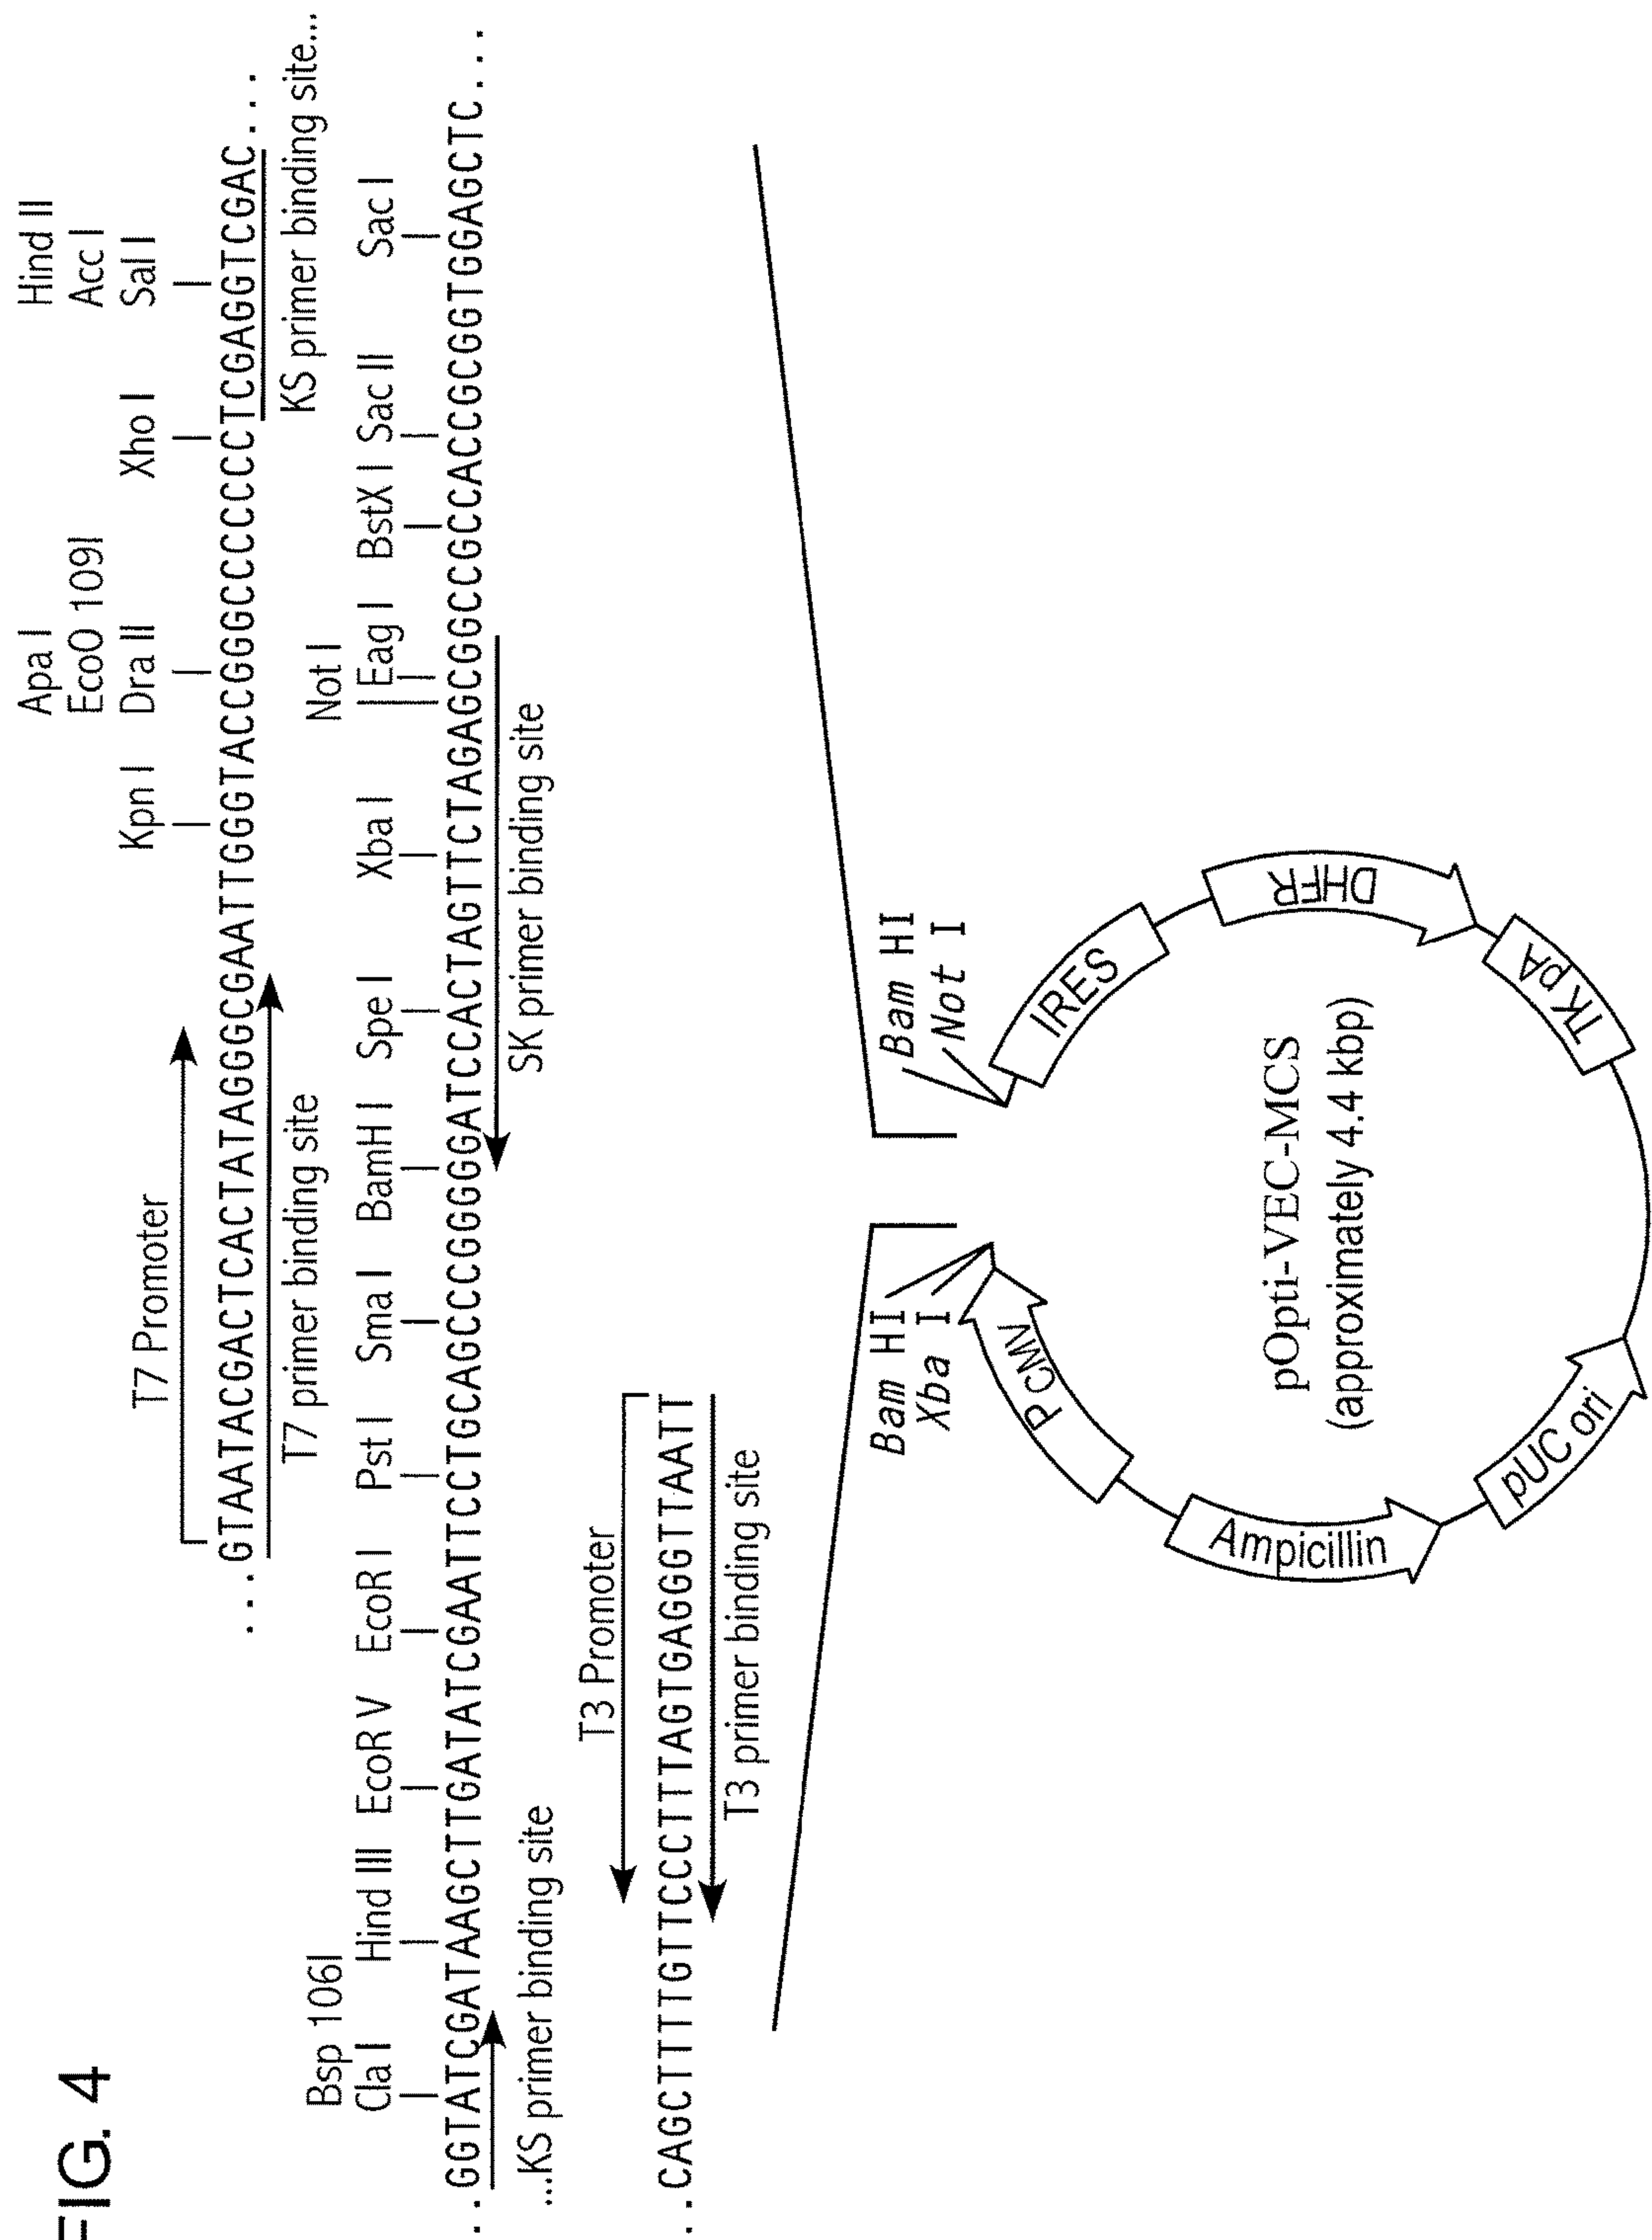 FIG. 4
T7 Promoter
Kpn I
Apa I
EcoO 109I
Dra II
Xho I
Hind II
Acc I
Sal I
...GTAATACGACTCACTATAGGGCGAATTGGGTACCGGGCCCCCCCTCGAGGTCGAC...
T7 primer binding site
KS primer binding site...
Bsp 106I
Cla I
Hind III
EcoR V
EcoR I
Pst I
Sma I
BamH I
Spe I
Xba I
Not I
Eag I
BstX I
Sac II
Sac I
..GGTATCGATAAGCTTGATATCGAATTCCTGCAGCCCGGGGGATCCACTAGTTCTAGAGCGGCCGCCACCGCGGTGGAGCTC...
...KS primer binding site
SK primer binding site
T3 Promoter
..CAGCTTTTGTTCCCTTTAGTGAGGGTTAATT
T3 primer binding site
Bam HI
Xba I
Bam HI
Not I
P CMV
IRES
DHFR
TK pA
pUC ori
Ampicillin
pOpti-VEC-MCS
(approximately 4.4 kbp)